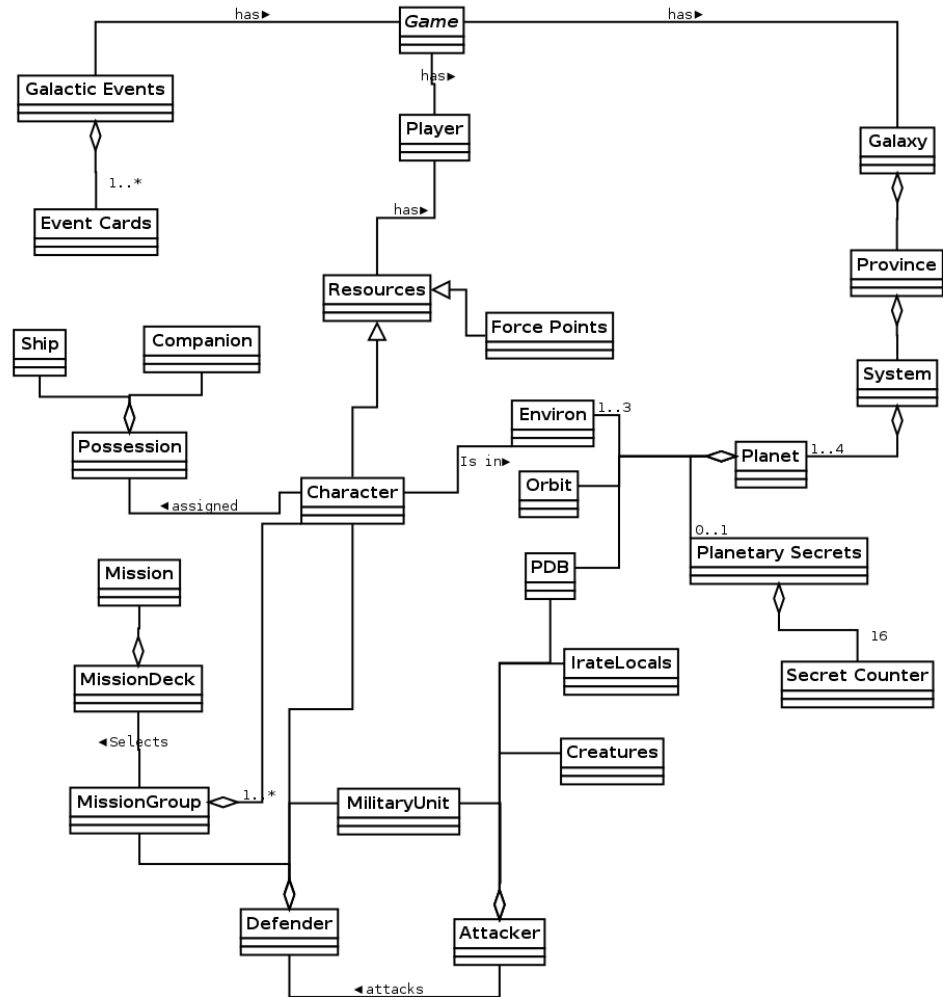 has►
Game
has►
Galactic Events
has►
Player
Galaxy
1..*
Event Cards
has►
Province
Resources
Force Points
Ship
Companion
System
Environ
1..3
Possession
Planet
1..4
Is in►
Orbit
Character
◄assigned
0..1
Planetary Secrets
Mission
PDB
16
IrateLocals
Secret Counter
MissionDeck
◄Selects
Creatures
MissionGroup
1..*
MilitaryUnit
Defender
Attacker
◄attacks